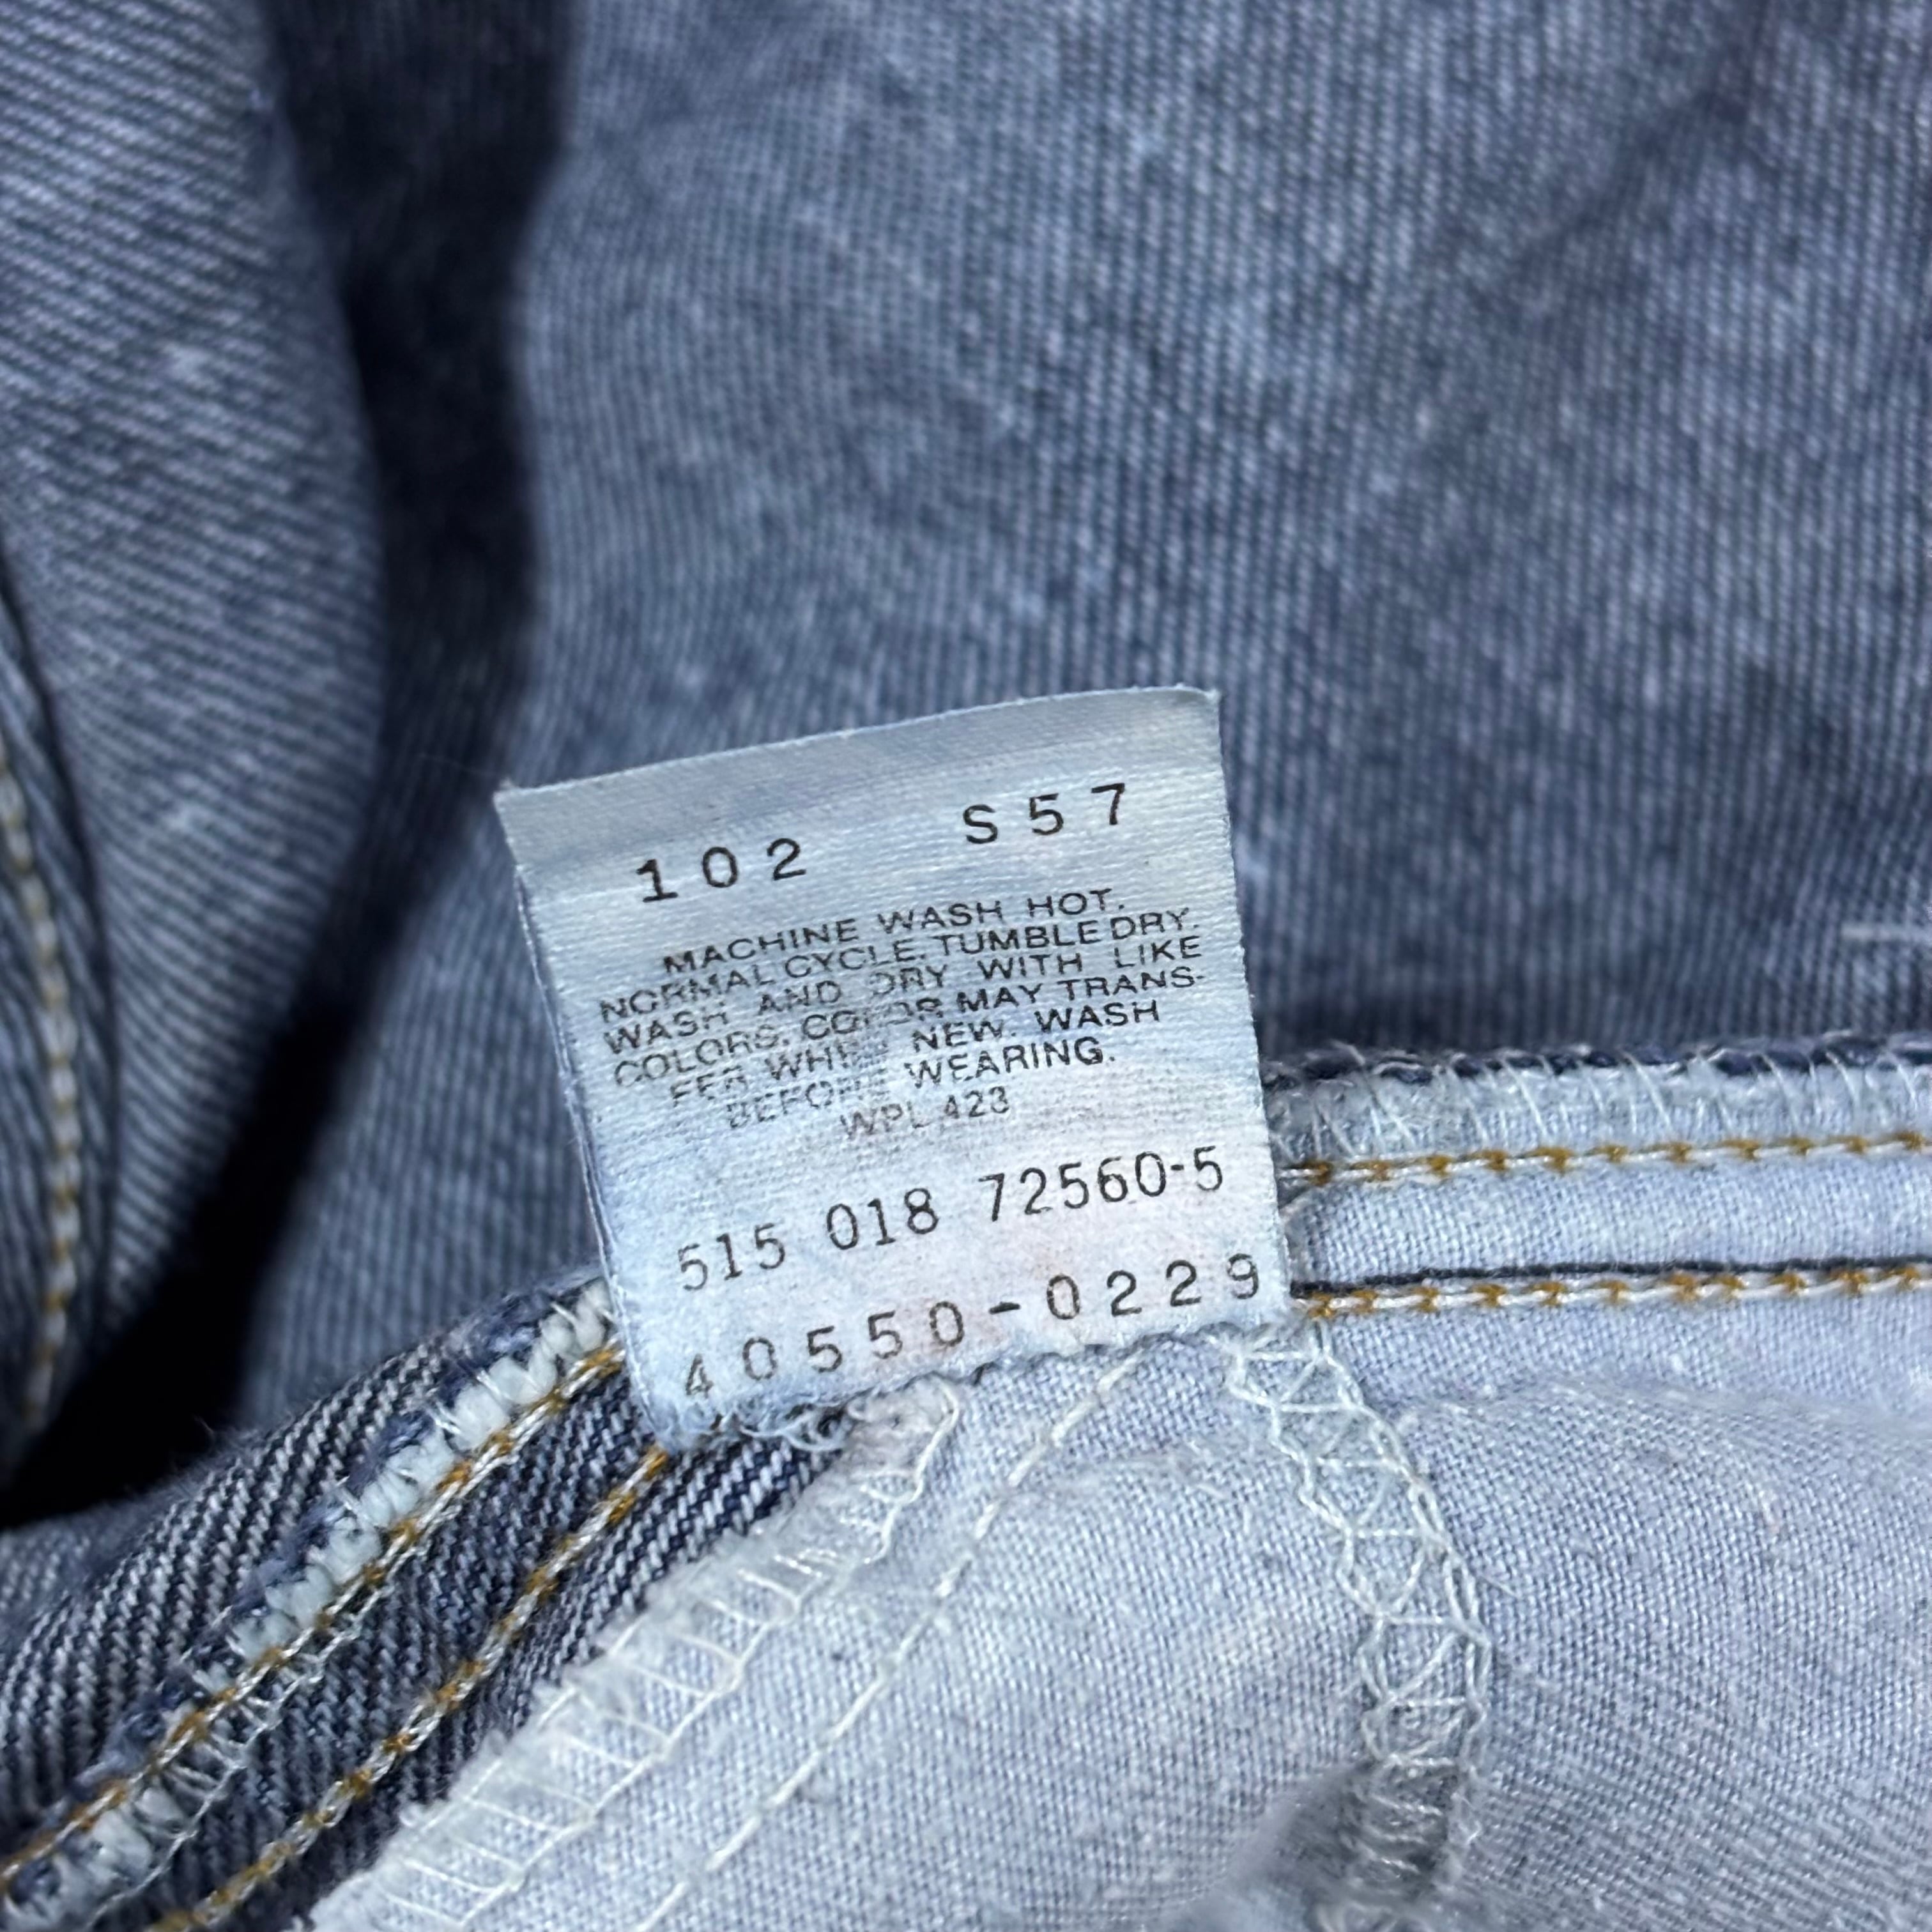 102 S57
MACHINE WASH HOT.
NORMAL CYCLE. TUMBLE DRY.
WASH AND DRY WITH LIKE
COLORS. COLOR MAY TRANS-
FER WHEN NEW. WASH
BEFORE WEARING.
WPL 423
515 018 72560-5
40550-0229